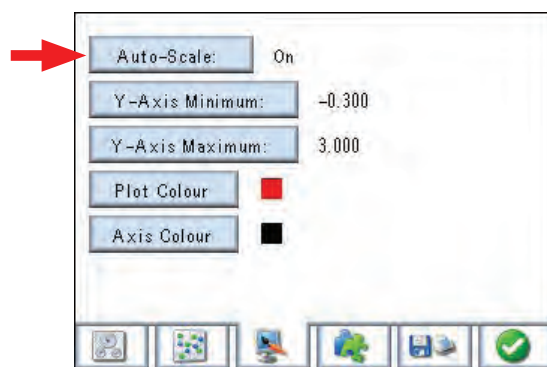 Auto-Scale: On
Y-Axis Minimum: -0.300
Y-Axis Maximum: 3.000
Plot Colour
Axis Colour